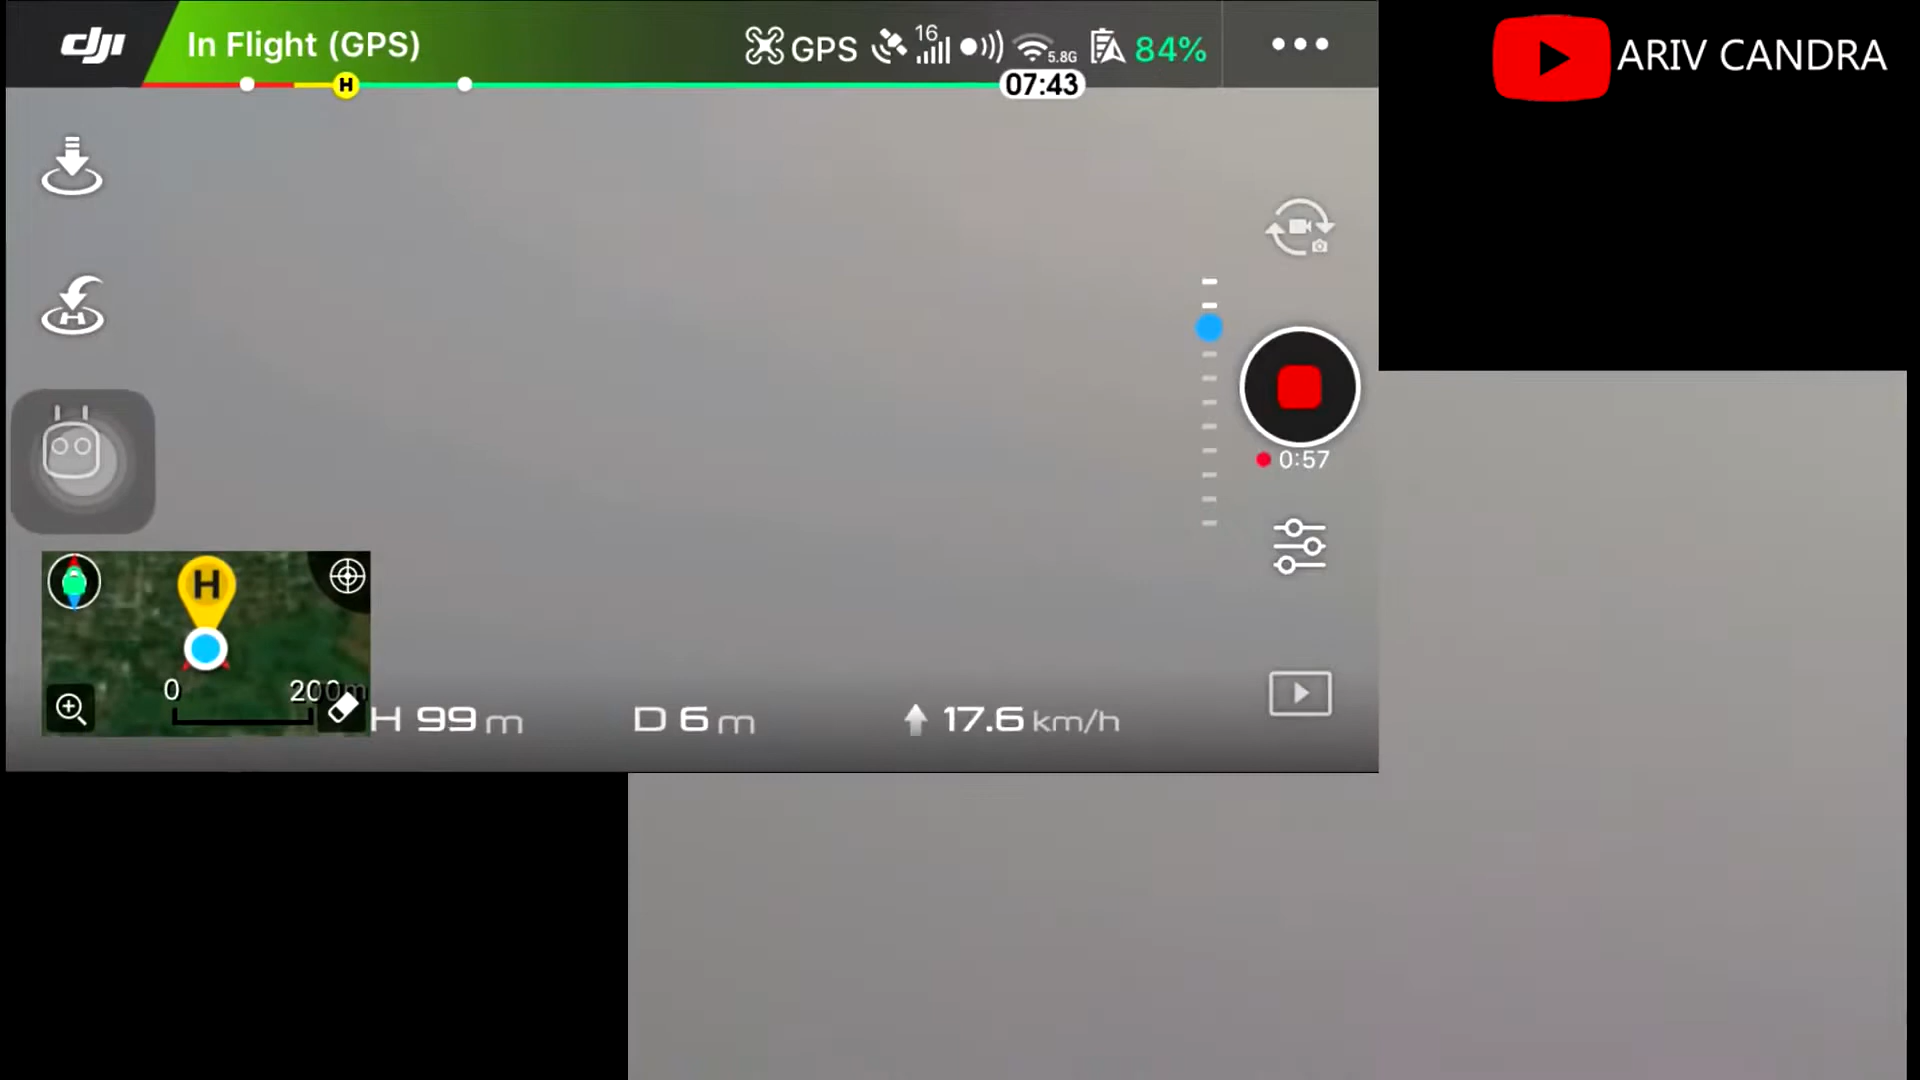 dji In Flight (GPS) GPS 16 5.8G 84%
H 07:43
ARIV CANDRA
H
0:57
H
0 200m
H 99 m D 6 m 17.6 km/h